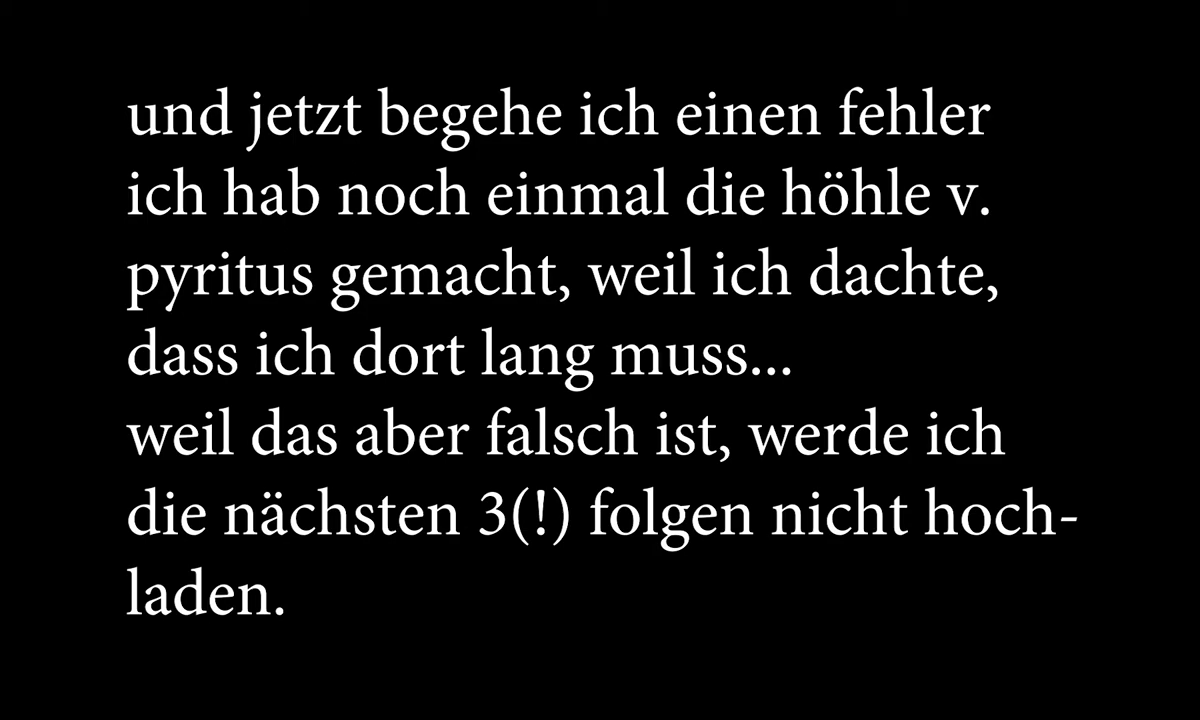 und jetzt begehe ich einen fehler
ich hab noch einmal die höhle v.
pyritus gemacht, weil ich dachte,
dass ich dort lang muss...
weil das aber falsch ist, werde ich
die nächsten 3(!) folgen nicht hoch-
laden.